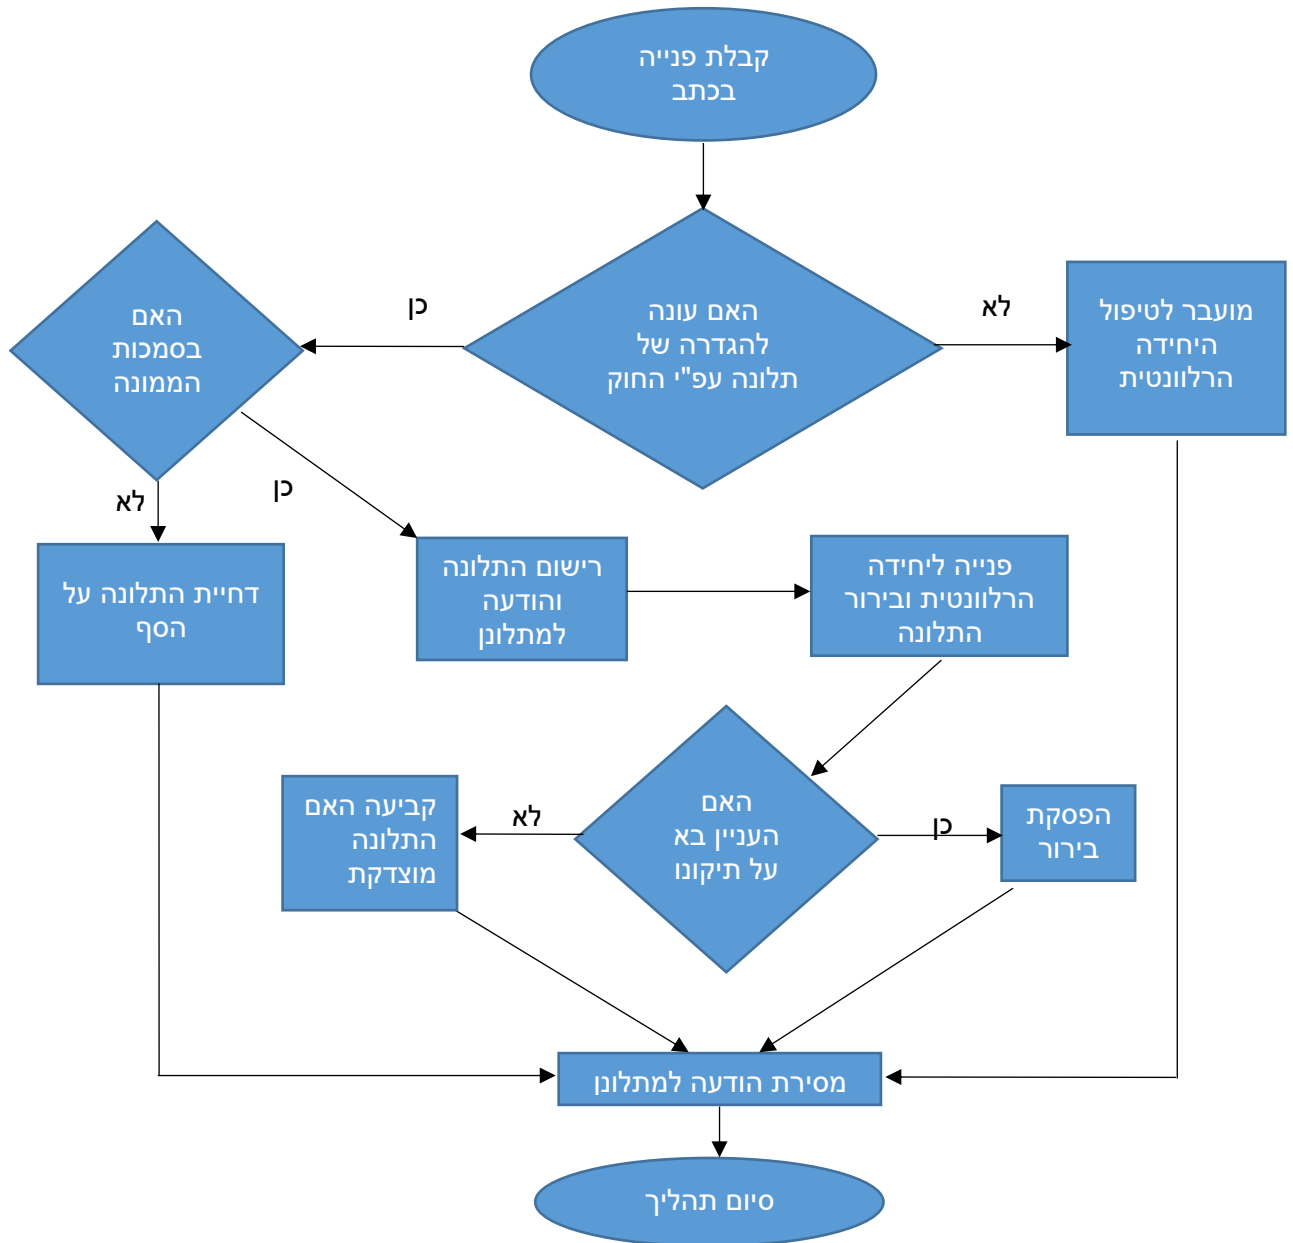 קבלת פנייה
בכתב
האם עונה
להגדרה של
תלונה עפ"י החוק
לא
מועבר לטיפול
היחידה
הרלוונטית
כן
האם
בסמכות
הממונה
כן
לא
רישום התלונה
והודעה
למתלונן
פנייה ליחידה
הרלוונטית ובירור
התלונה
דחיית התלונה על
הסף
האם
העניין בא
על תיקונו
כן
הפסקת
בירור
לא
קביעה האם
התלונה
מוצדקת
מסירת הודעה למתלונן
סיום תהליך